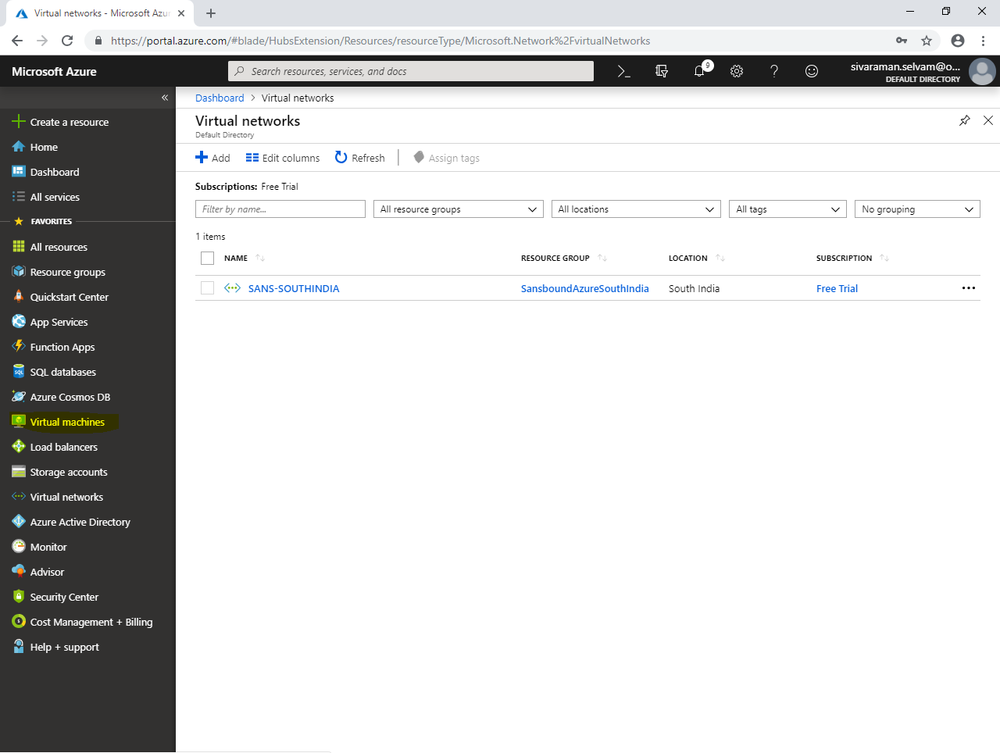 Virtual networks - Microsoft Azur
https://portal.azure.com/#blade/HubsExtension/Resources/resourceType/Microsoft.Network%2FvirtualNetworks
Microsoft Azure
Search resources, services, and docs
9
sivaraman.selvam@o...
DEFAULT DIRECTORY
Create a resource
Home
Dashboard
All services
FAVORITES
All resources
Resource groups
Quickstart Center
App Services
Function Apps
SQL databases
Azure Cosmos DB
Virtual machines
Load balancers
Storage accounts
Virtual networks
Azure Active Directory
Monitor
Advisor
Security Center
Cost Management + Billing
Help + support
Dashboard > Virtual networks
Virtual networks
Default Directory
Add Edit columns Refresh Assign tags
Subscriptions: Free Trial
Filter by name... All resource groups All locations All tags No grouping
1 items
NAME RESOURCE GROUP LOCATION SUBSCRIPTION
SANS-SOUTHINDIA SansboundAzureSouthIndia South India Free Trial